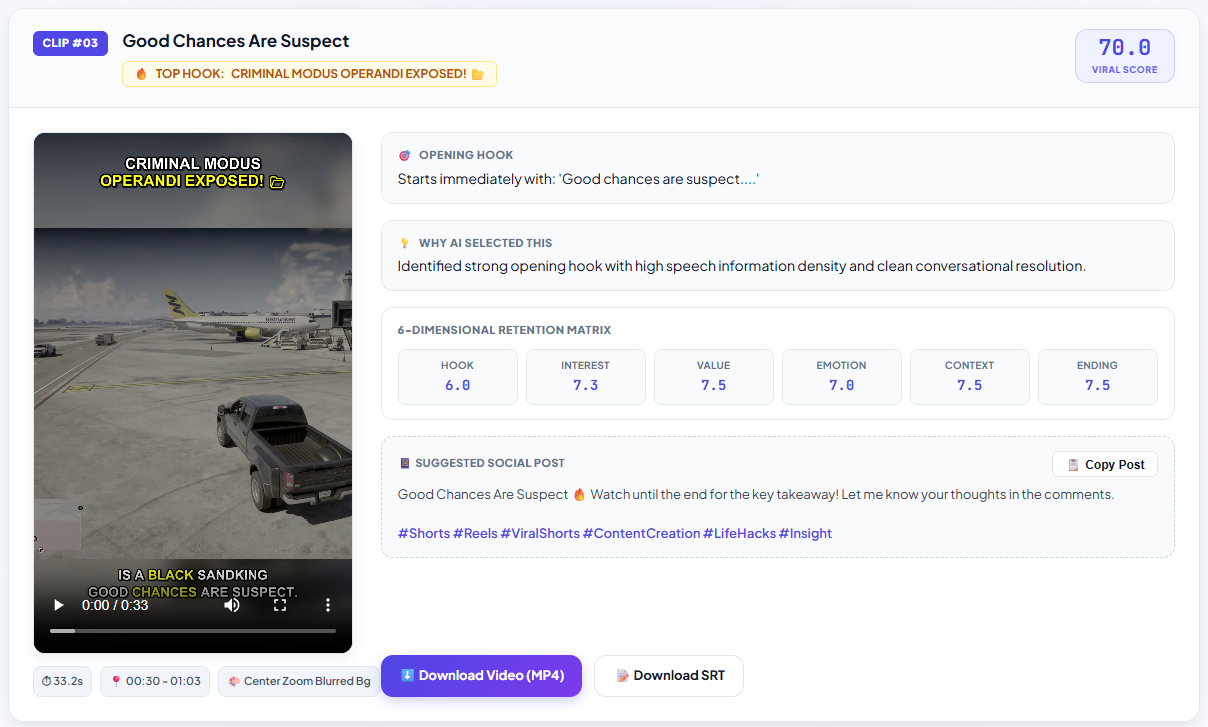 CLIP #03
Good Chances Are Suspect
🔥 TOP HOOK: CRIMINAL MODUS OPERANDI EXPOSED! 📁
70.0
VIRAL SCORE
CRIMINAL MODUS
OPERANDI EXPOSED! 📂
IS A BLACK SANDKING
GOOD CHANCES ARE SUSPECT.
0:00 / 0:33
⏱ 33.2s
📍 00:30 - 01:03
Center Zoom Blurred Bg
🎯 OPENING HOOK
Starts immediately with: 'Good chances are suspect....'
💡 WHY AI SELECTED THIS
Identified strong opening hook with high speech information density and clean conversational resolution.
6-DIMENSIONAL RETENTION MATRIX
HOOK
6.0
INTEREST
7.3
VALUE
7.5
EMOTION
7.0
CONTEXT
7.5
ENDING
7.5
SUGGESTED SOCIAL POST
📋 Copy Post
Good Chances Are Suspect 🔥 Watch until the end for the key takeaway! Let me know your thoughts in the comments.
#Shorts #Reels #ViralShorts #ContentCreation #LifeHacks #Insight
⬇️ Download Video (MP4)
📝 Download SRT